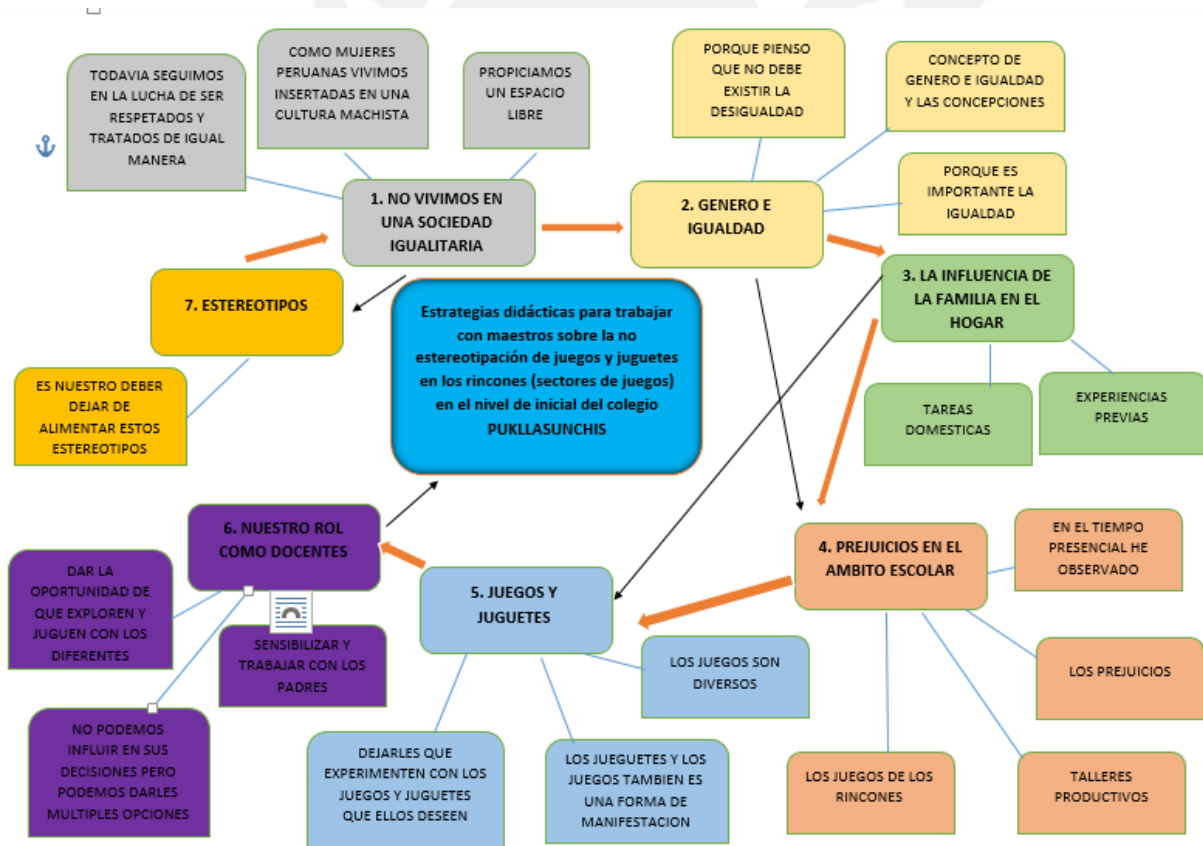 TODAVIA SEGUIMOS
EN LA LUCHA DE SER
RESPETADOS Y
TRATADOS DE IGUAL
MANERA
COMO MUJERES
PERUANAS VIVIMOS
INSERTADAS EN UNA
CULTURA MACHISTA
PROPICIAMOS
UN ESPACIO
LIBRE
PORQUE PIENSO
QUE NO DEBE
EXISTIR LA
DESIGUALDAD
CONCEPTO DE
GENERO E IGUALDAD
Y LAS CONCEPCIONES
PORQUE ES
IMPORTANTE LA
IGUALDAD
1. NO VIVIMOS EN
UNA SOCIEDAD
IGUALITARIA
2. GENERO E
IGUALDAD
3. LA INFLUENCIA DE
LA FAMILIA EN EL
HOGAR
7. ESTEREOTIPOS
Estrategias didácticas para trabajar
con maestros sobre la no
estereotipación de juegos y juguetes
en los rincones (sectores de juegos)
en el nivel de inicial del colegio
PUKLLASUNCHIS
ES NUESTRO DEBER
DEJAR DE
ALIMENTAR ESTOS
ESTEREOTIPOS
TAREAS
DOMESTICAS
EXPERIENCIAS
PREVIAS
6. NUESTRO ROL
COMO DOCENTES
4. PREJUICIOS EN EL
AMBITO ESCOLAR
EN EL TIEMPO
PRESENCIAL HE
OBSERVADO
DAR LA
OPORTUNIDAD DE
QUE EXPLOREN Y
JUGUEN CON LOS
DIFERENTES
5. JUEGOS Y
JUGUETES
SENSIBILIZAR Y
TRABAJAR CON LOS
PADRES
LOS JUEGOS SON
DIVERSOS
LOS PREJUICIOS
NO PODEMOS
INFLUIR EN SUS
DECISIONES PERO
PODEMOS DARLES
MULTIPLES OPCIONES
DEJARLES QUE
EXPERIMENTEN CON LOS
JUEGOS Y JUGUETES
QUE ELLOS DESEEN
LOS JUEGUETES Y LOS
JUEGOS TAMBIEN ES
UNA FORMA DE
MANIFESTACION
LOS JUEGOS DE LOS
RINCONES
TALLERES
PRODUCTIVOS